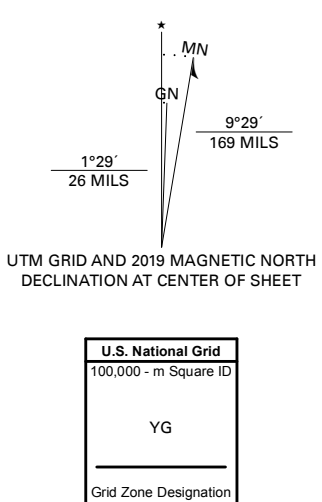 ★
MN
GN
9°29´
169 MILS
1°29´
26 MILS
UTM GRID AND 2019 MAGNETIC NORTH
DECLINATION AT CENTER OF SHEET
U.S. National Grid
100,000 - m Square ID
YG
Grid Zone Designation